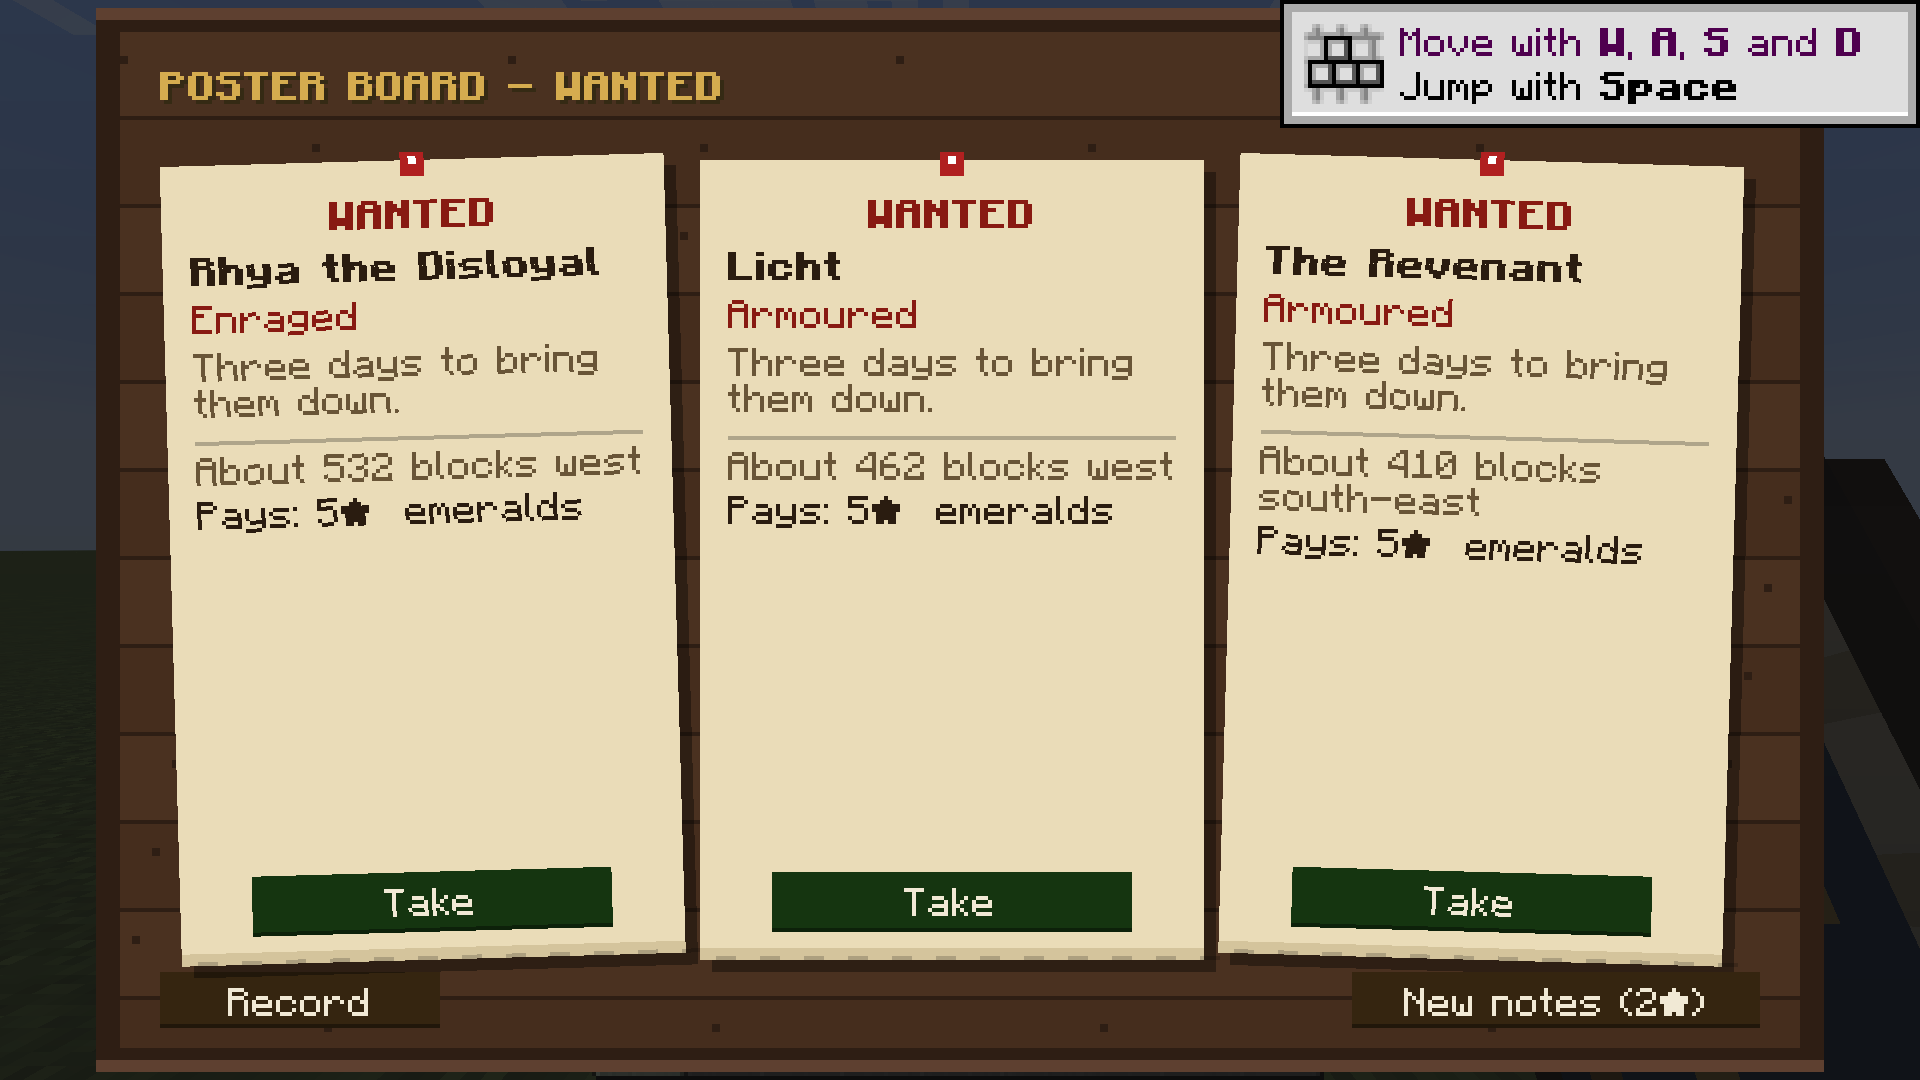 POSTER BOARD – WANTED
Move with W, A, S and D
Jump with Space
WANTED
Rhya the Disloyal
Enraged
Three days to bring
them down.
About 532 blocks west
Pays: 5★ emeralds
Take
WANTED
Licht
Armoured
Three days to bring
them down.
About 462 blocks west
Pays: 5★ emeralds
Take
WANTED
The Revenant
Armoured
Three days to bring
them down.
About 410 blocks
south-east
Pays: 5★ emeralds
Take
Record
New notes (2★)